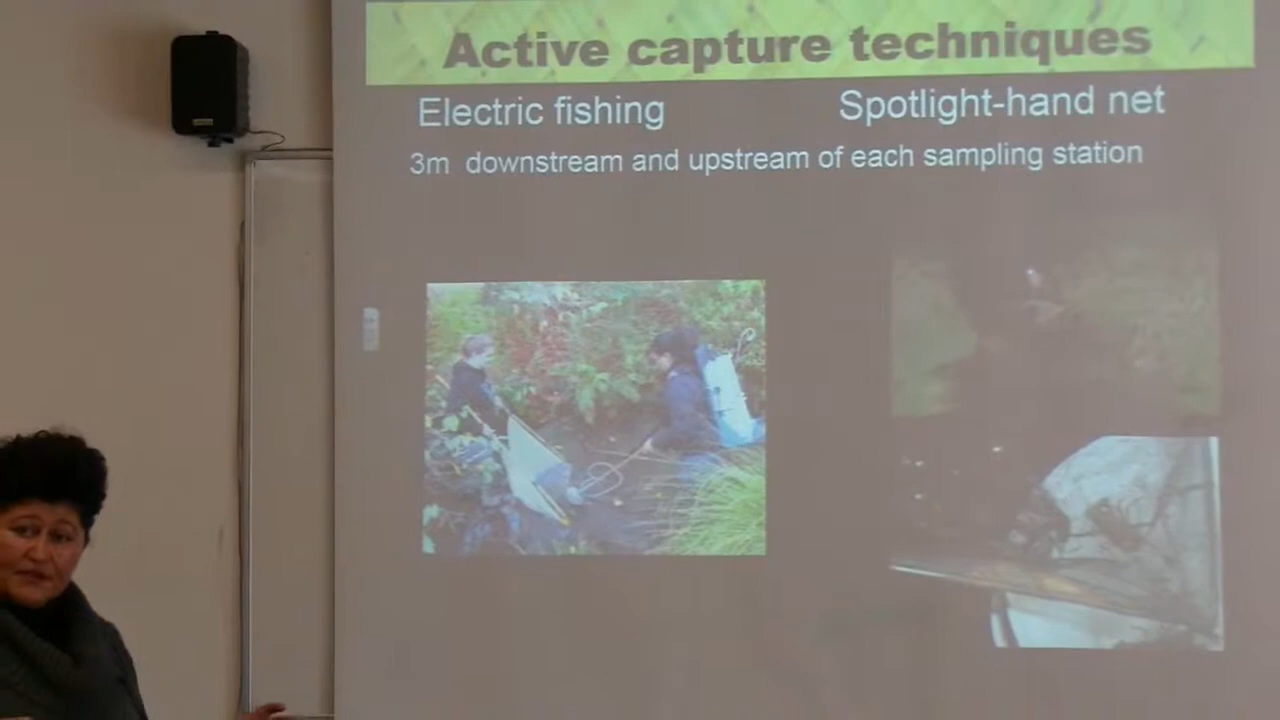 Active capture techniques
Electric fishing
Spotlight-hand net
3m downstream and upstream of each sampling station